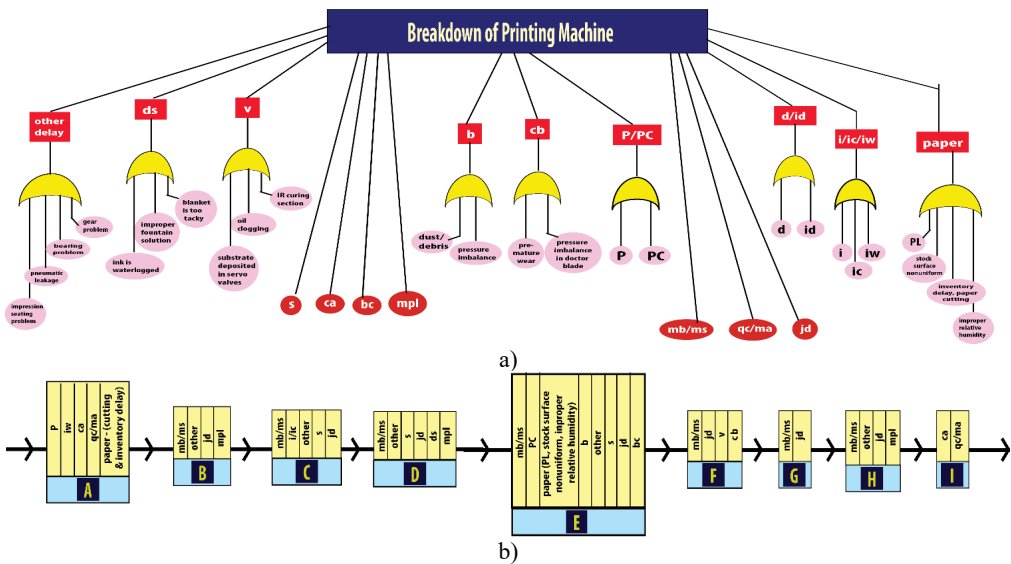 Breakdown of Printing Machine
other
delay
ds
v
b
cb
P/PC
d/id
i/ic/iw
paper
gear
problem
bearing
problem
pneumatic
leakage
impression
seating
problem
blanket
is too
tacky
improper
fountain
solution
ink is
waterlogged
IR curing
section
oil
clogging
substrate
deposited
in servo
valves
dust/
debris
pressure
imbalance
pre-
mature
wear
pressure
imbalance
in doctor
blade
P
PC
d
id
i
iw
ic
PL
stock
surface
nonuniform
inventory
delay, paper
cutting
improper
relative
humidity
s
ca
bc
mpl
mb/ms
qc/ma
jd
a)
P
iw
ca
qc/ma
paper - (cutting
& inventory delay)
A
mb/ms
other
jd
mpl
B
mb/ms
i/ic
other
s
jd
C
mb/ms
other
s
jd
ds
mpl
D
mb/ms
PC
paper (PL, stock surface
nonuniform, improper
relative humidity)
b
other
s
jd
bc
E
mb/ms
jd
v
cb
F
mb/ms
jd
G
mb/ms
other
jd
mpl
H
ca
qc/ma
I
b)